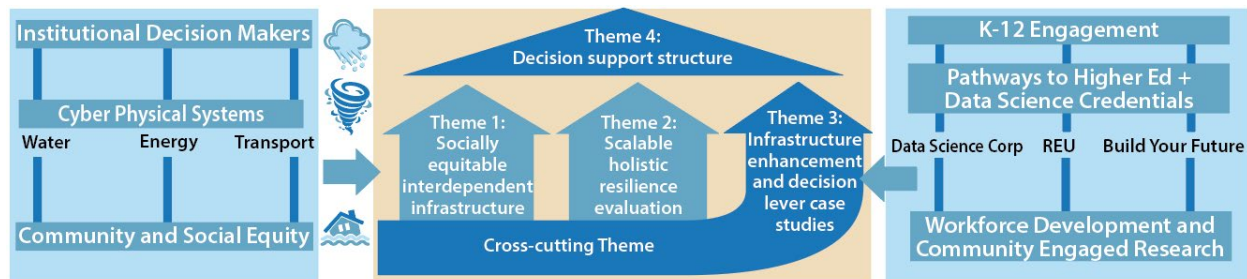 Institutional Decision Makers
Cyber Physical Systems
Water Energy Transport
Community and Social Equity
Theme 4:
Decision support structure
Theme 1:
Socially
equitable
interdependent
infrastructure
Theme 2:
Scalable
holistic
resilience
evaluation
Theme 3:
Infrastructure
enhancement
and decision
lever case
studies
Cross-cutting Theme
K-12 Engagement
Pathways to Higher Ed +
Data Science Credentials
Data Science Corp REU Build Your Future
Workforce Development and
Community Engaged Research